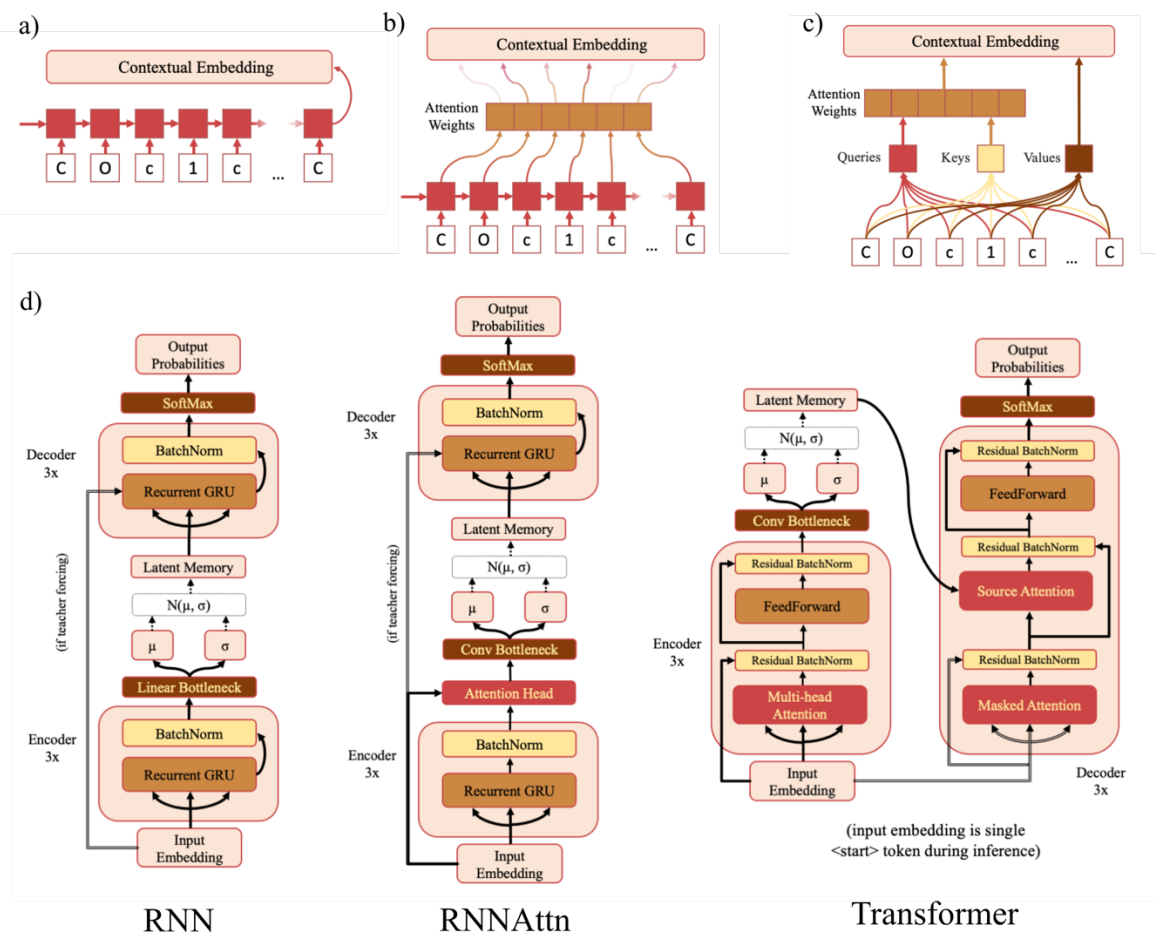 a)
Contextual Embedding
C O c 1 c ... C
b)
Contextual Embedding
Attention
Weights
C O c 1 c ... C
c)
Contextual Embedding
Attention
Weights
Queries
Keys
Values
C O c 1 c ... C
d)
Output
Probabilities
SoftMax
Decoder
3x
BatchNorm
Recurrent GRU
Latent Memory
(if teacher forcing)
N(μ, σ)
μ
σ
Linear Bottleneck
Encoder
3x
BatchNorm
Recurrent GRU
Input
Embedding
RNN
Output
Probabilities
SoftMax
Decoder
3x
BatchNorm
Recurrent GRU
Latent Memory
(if teacher forcing)
N(μ, σ)
μ
σ
Conv Bottleneck
Attention Head
Encoder
3x
BatchNorm
Recurrent GRU
Input
Embedding
RNNAttn
Latent Memory
N(μ, σ)
μ
σ
Conv Bottleneck
Residual BatchNorm
FeedForward
Encoder
3x
Residual BatchNorm
Multi-head
Attention
Input
Embedding
Output
Probabilities
SoftMax
Residual BatchNorm
FeedForward
Residual BatchNorm
Source Attention
Residual BatchNorm
Masked Attention
Decoder
3x
(input embedding is single
<start> token during inference)
Transformer